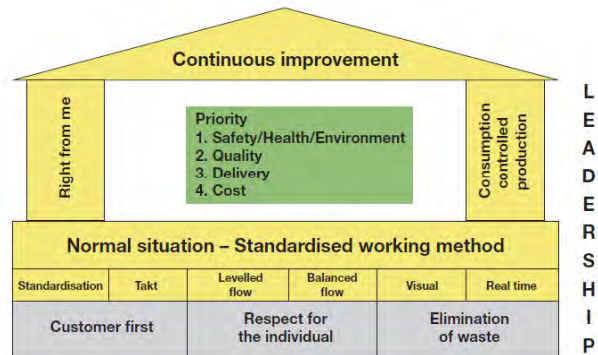 Continuous improvement
Right from me
Priority
1. Safety/Health/Environment
2. Quality
3. Delivery
4. Cost
Consumption
controlled
production
Normal situation – Standardised working method
Standardisation
Takt
Levelled
flow
Balanced
flow
Visual
Real time
Customer first
Respect for
the individual
Elimination
of waste
LEADERSHIP